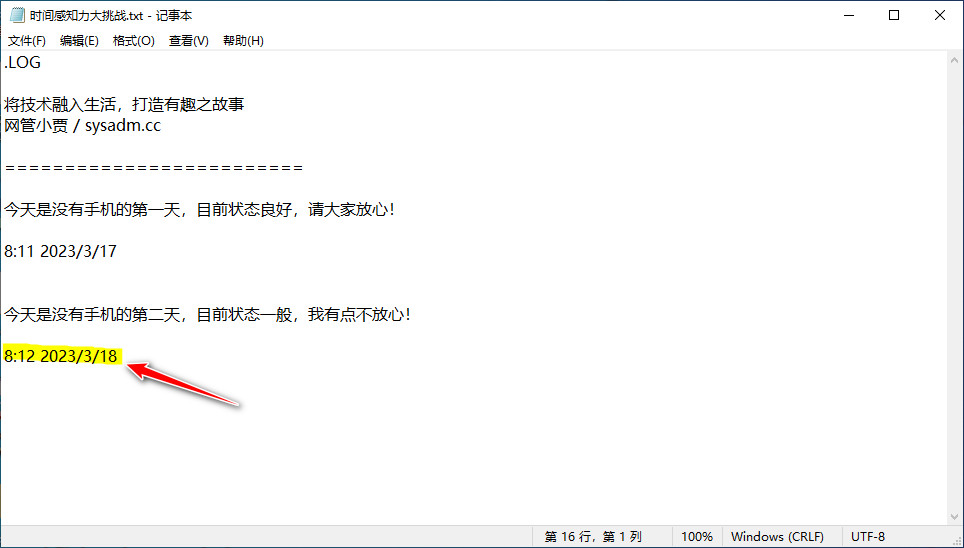 时间感知力大挑战.txt - 记事本
文件(F) 编辑(E) 格式(O) 查看(V) 帮助(H)
.LOG
将技术融入生活，打造有趣之故事
网管小贾 / sysadm.cc
=========================
今天是没有手机的第一天，目前状态良好，请大家放心！
8:11 2023/3/17
今天是没有手机的第二天，目前状态一般，我有点不放心！
8:12 2023/3/18
第 16 行，第 1 列 100% Windows (CRLF) UTF-8